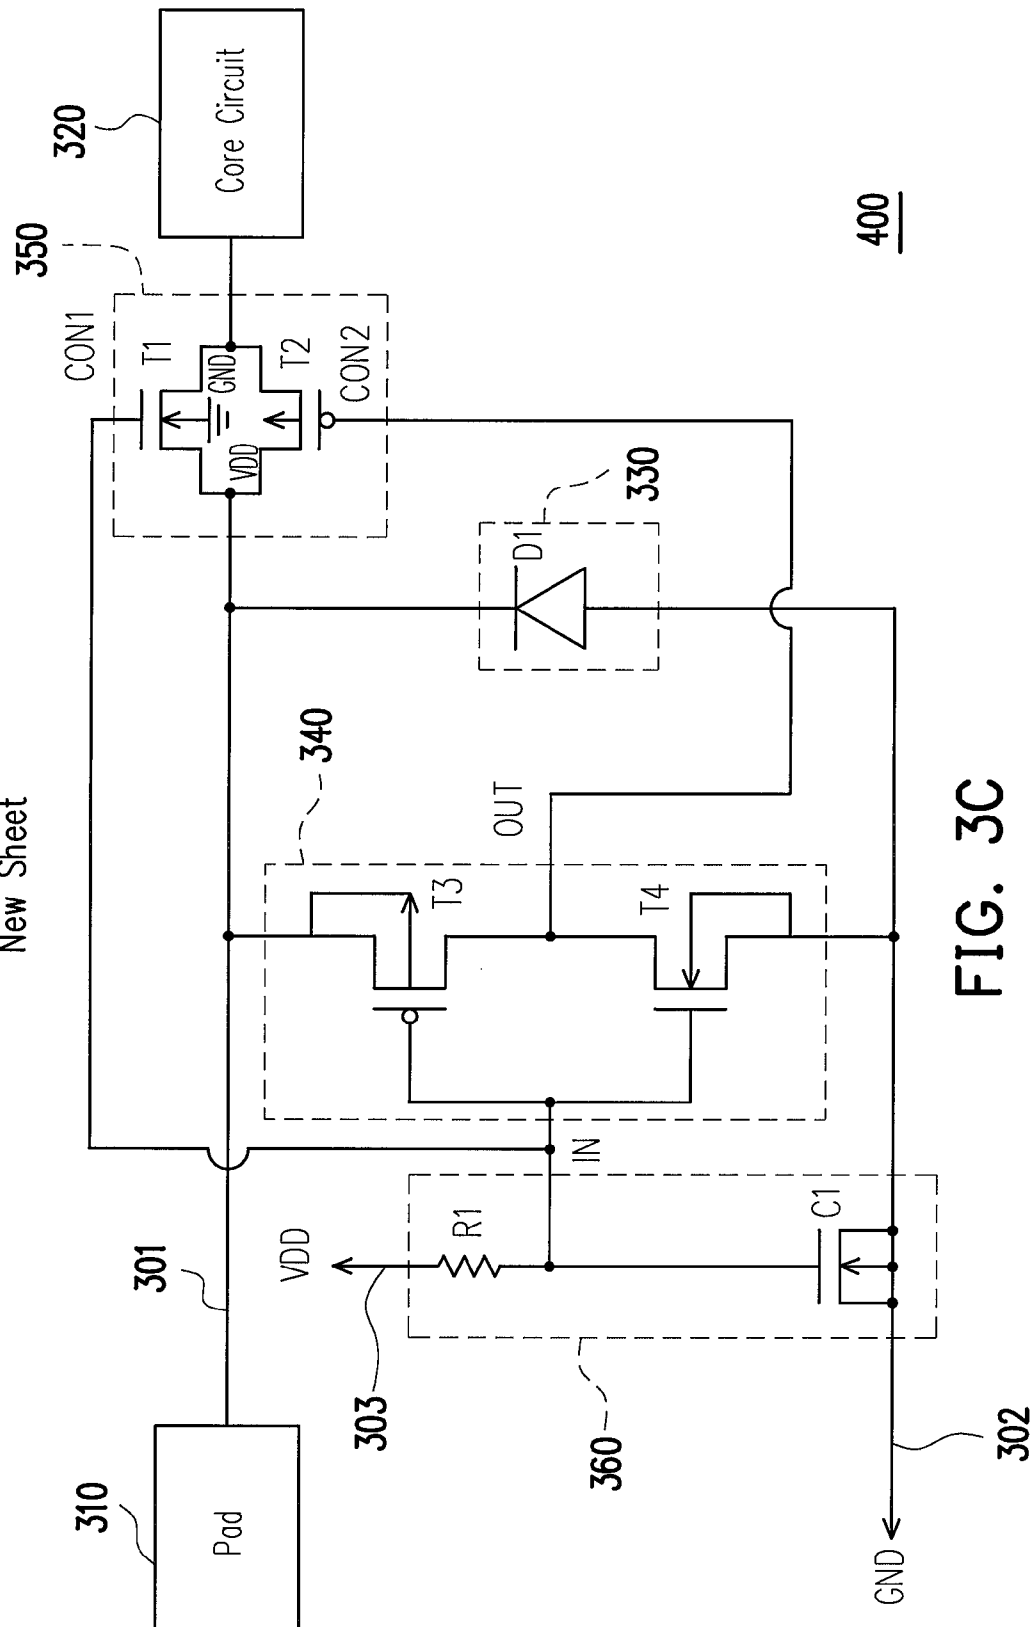 New Sheet
310
Pad
301
303
VDD
R1
360
C1
302
GND
IN
340
T3
T4
OUT
330
D1
350
CON1
T1
GND
VDD
T2
CON2
320
Core Circuit
400
FIG. 3C